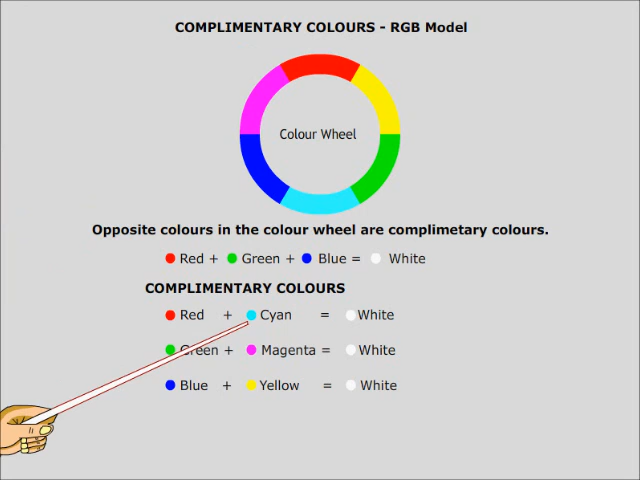 COMPLIMENTARY COLOURS - RGB Model
Colour Wheel
Opposite colours in the colour wheel are complimetary colours.
Red + Green + Blue = White
COMPLIMENTARY COLOURS
Red + Cyan = White
Green + Magenta = White
Blue + Yellow = White